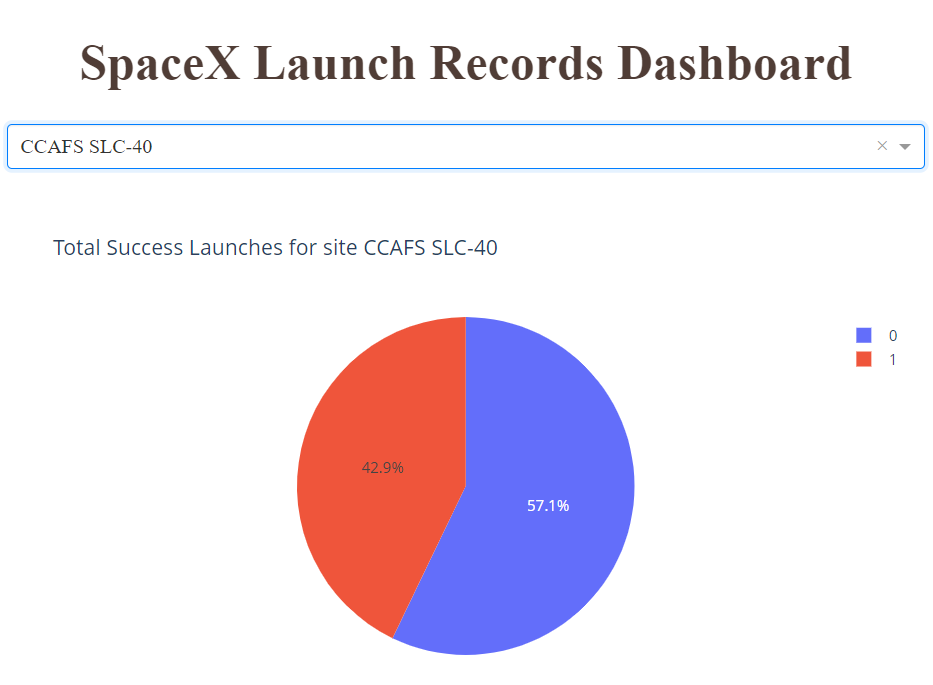 SpaceX Launch Records Dashboard
CCAFS SLC-40
Total Success Launches for site CCAFS SLC-40
0
1
42.9%
57.1%